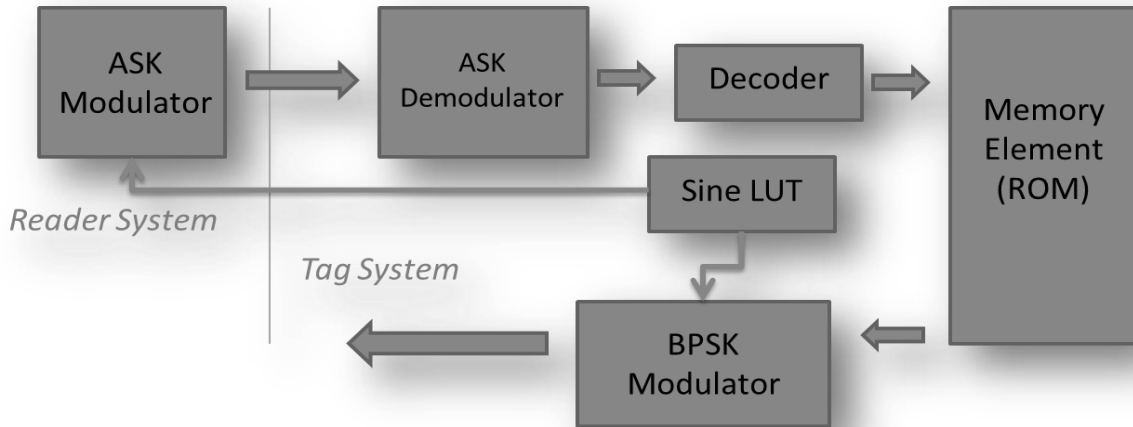 ASK
Modulator
ASK
Demodulator
Decoder
Memory
Element
(ROM)
Sine LUT
Reader System
Tag System
BPSK
Modulator